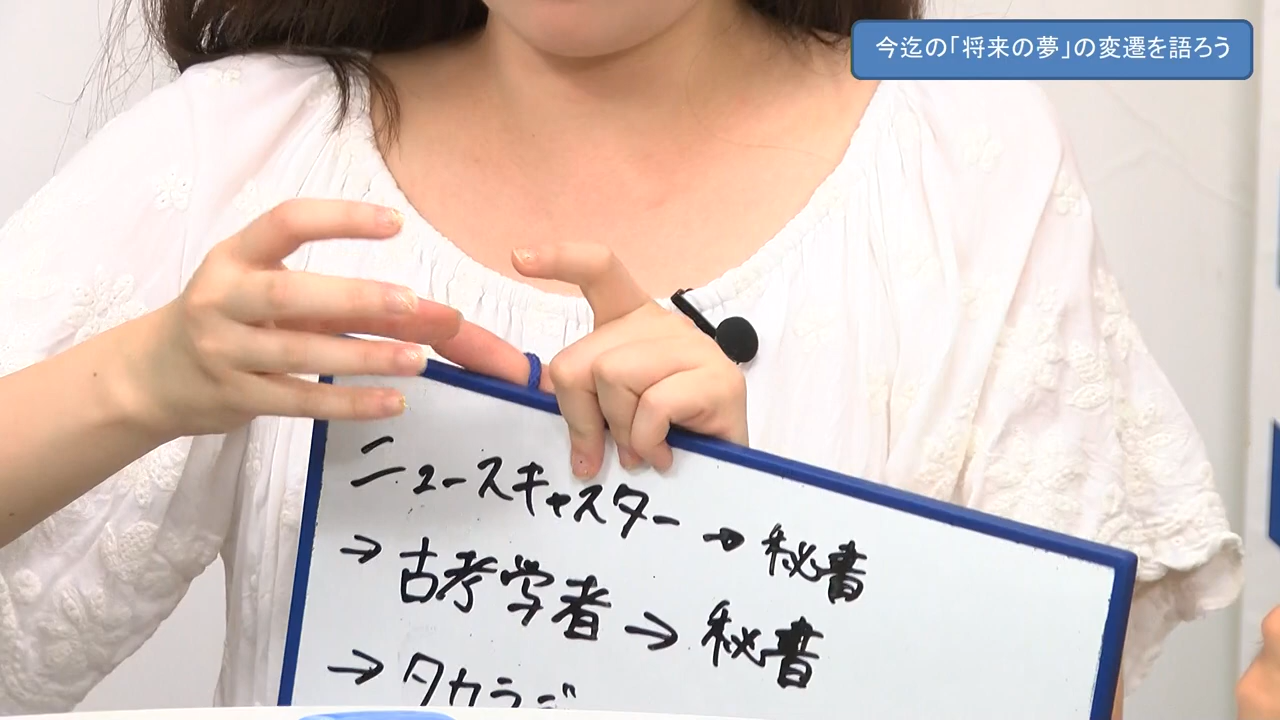 今迄の「将来の夢」の変遷を語ろう
ニュースキャスター→秘書
→古考学者→秘書
→タカラジ